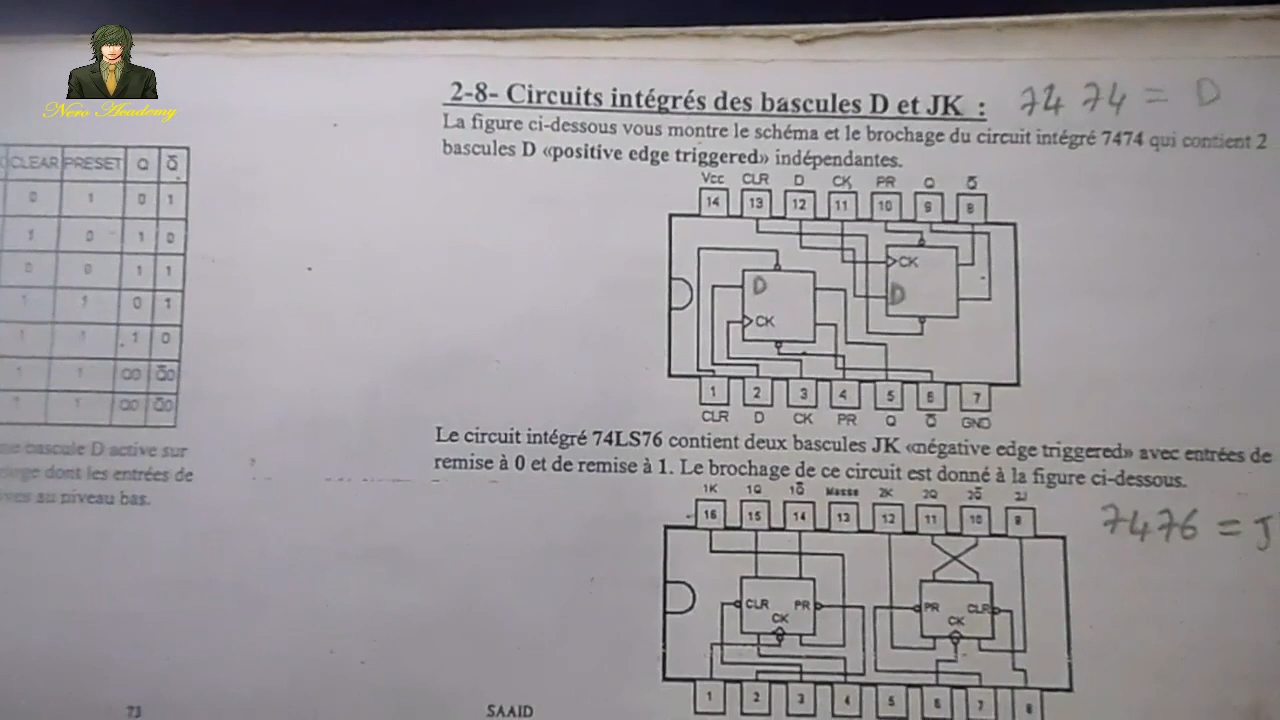 Nero Academy
CLEAR PRESET Q Q̄
0 1 0 1
1 0 1 0
0 0 1 1
1 1 0 1
1 1 1 0
1 1 Q0 Q̄0
1 1 Q0 Q̄0
bascule D active sur
dont les entrées de
au niveau bas.
73
SAAID
2-8- Circuits intégrés des bascules D et JK :
7474 = D
La figure ci-dessous vous montre le schéma et le brochage du circuit intégré 7474 qui contient 2
bascules D «positive edge triggered» indépendantes.
Vcc CLR D CK PR Q Q̄
14 13 12 11 10 9 8
CK
D
D
CK
1 2 3 4 5 6 7
CLR D CK PR Q Q̄ GND
Le circuit intégré 74LS76 contient deux bascules JK «négative edge triggered» avec entrées de
remise à 0 et de remise à 1. Le brochage de ce circuit est donné à la figure ci-dessous.
1K 1Q 1Q̄ Masse 2K 2Q 2Q̄ 2J
16 15 14 13 12 11 10 9
7476 = J
CLR PR PR CLR
CK CK
1 2 3 4 5 6 7 8